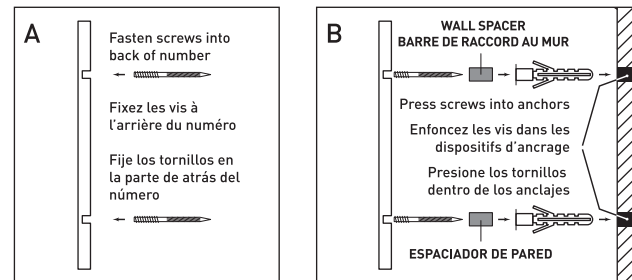 A
Fasten screws into
back of number
Fixez les vis à
l'arrière du numéro
Fije los tornillos en
la parte de atrás del
número
B
WALL SPACER
BARRE DE RACCORD AU MUR
Press screws into anchors
Enfoncez les vis dans les
dispositifs d'ancrage
Presione los tornillos
dentro de los anclajes
ESPACIADOR DE PARED